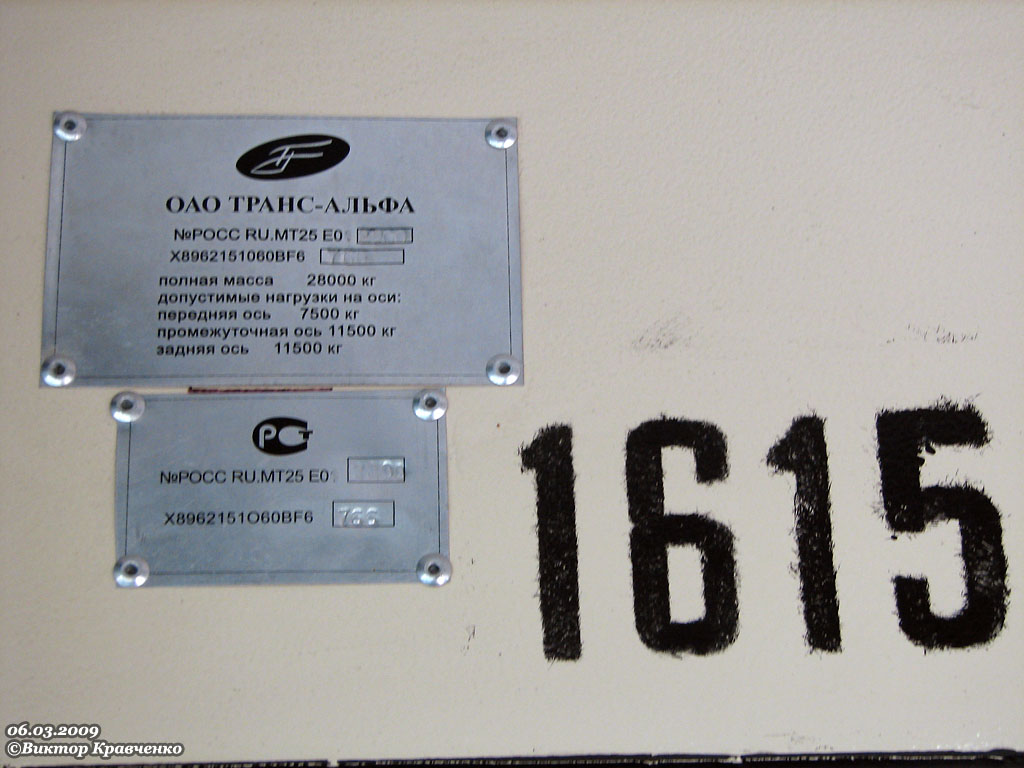 ОАО ТРАНС-АЛЬФА
№РОСС RU.MT25 E0
X8962151060BF6
полная масса 28000 кг
допустимые нагрузки на оси:
передняя ось 7500 кг
промежуточная ось 11500 кг
задняя ось 11500 кг
РСТ
№РОСС RU.MT25 E0
X8962151O60BF6 766
1615
06.03.2009
©Виктор Кравченко